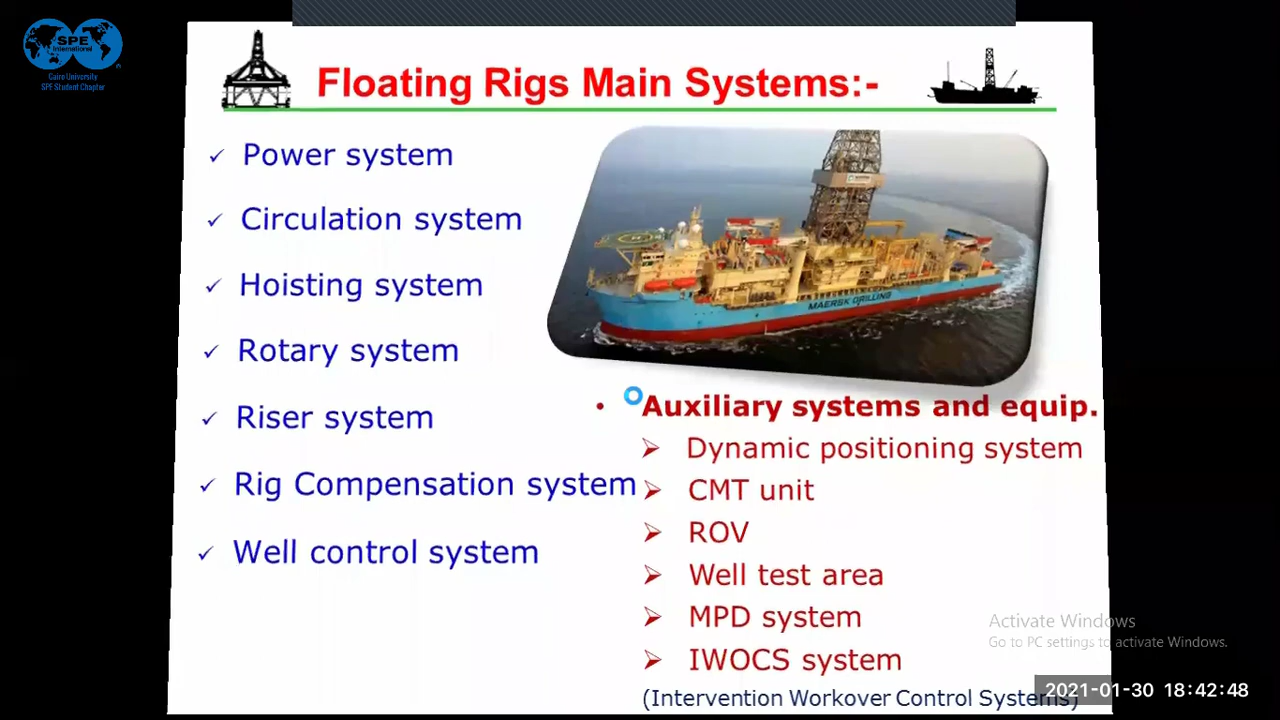 SPE
International
Cairo University
SPE Student Chapter
Floating Rigs Main Systems:-
✓ Power system
✓ Circulation system
✓ Hoisting system
✓ Rotary system
✓ Riser system
✓ Rig Compensation system
✓ Well control system
MAERSK DRILLING
• Auxiliary systems and equip.
➢ Dynamic positioning system
➢ CMT unit
➢ ROV
➢ Well test area
➢ MPD system
➢ IWOCS system
(Intervention Workover Control Systems)
Activate Windows
Go to PC settings to activate Windows.
2021-01-30 18:42:48